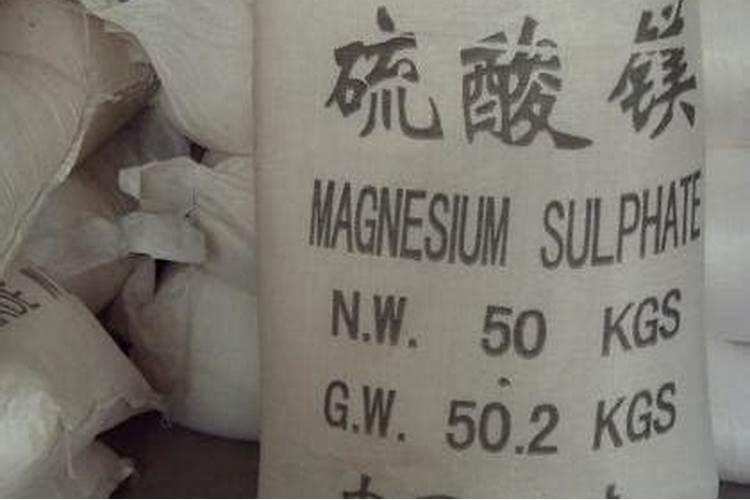 硫酸镁
MAGNESIUM SULPHATE
N.W. 50 KGS
G.W. 50.2 KGS